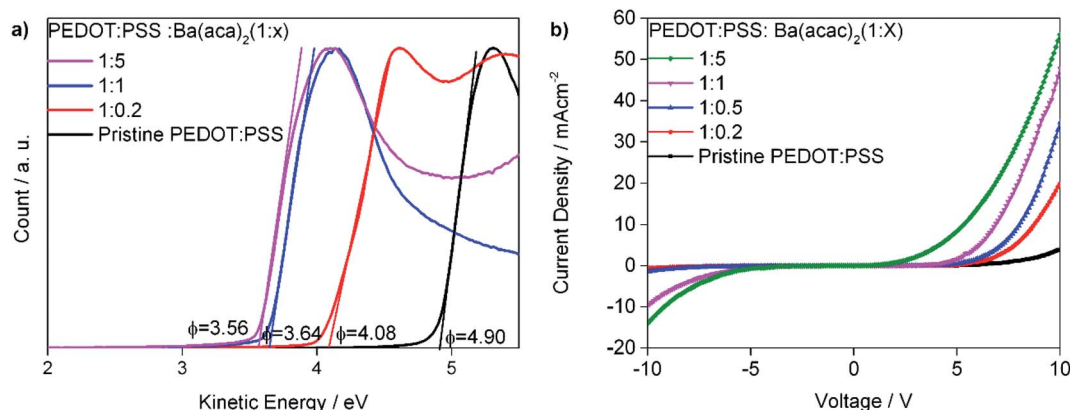 a)
PEDOT:PSS :Ba(aca)₂(1:x)
1:5
1:1
1:0.2
Pristine PEDOT:PSS
Count / a. u.
ϕ=3.56
ϕ=3.64
ϕ=4.08
ϕ=4.90
2 3 4 5
Kinetic Energy / eV
b)
PEDOT:PSS: Ba(acac)₂(1:X)
1:5
1:1
1:0.5
1:0.2
Pristine PEDOT:PSS
Current Density / mAcm⁻²
60
50
40
30
20
10
0
-10
-20
-10 -5 0 5 10
Voltage / V